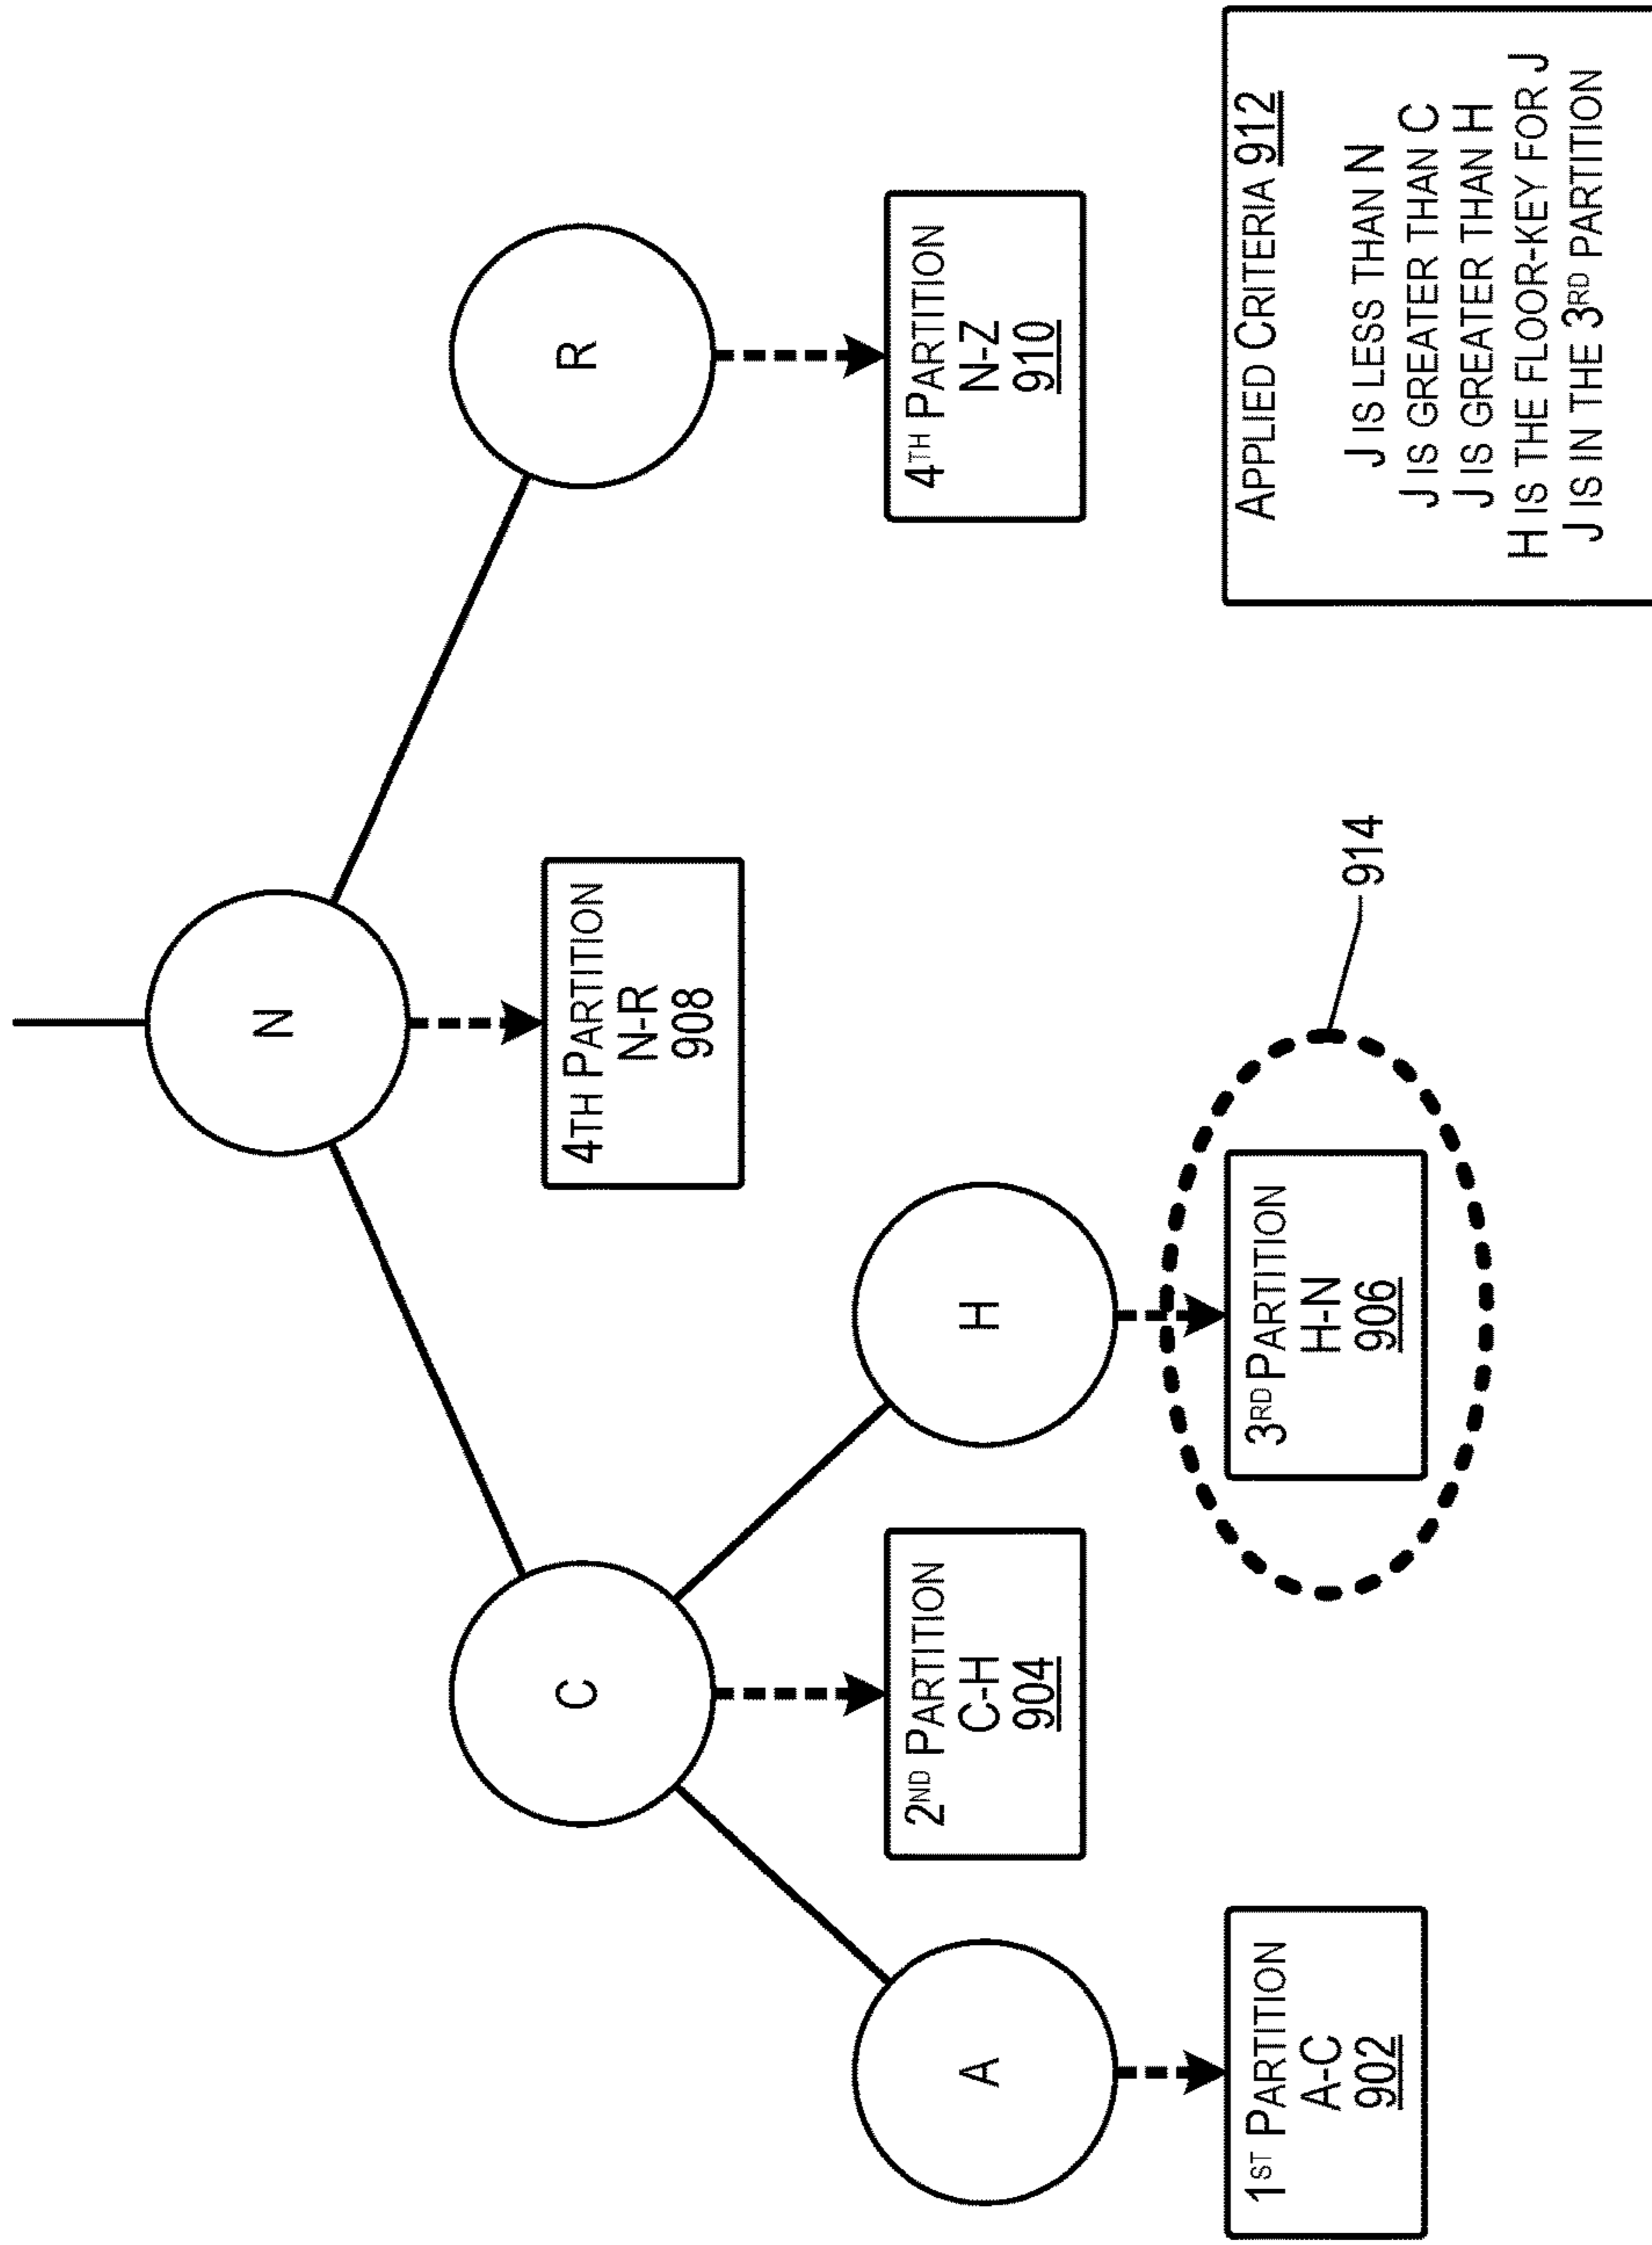 N
4TH PARTITION
N-R
908
C
R
2ND PARTITION
C-H
904
4TH PARTITION
N-Z
910
A
H
1ST PARTITION
A-C
902
3RD PARTITION
H-N
906
914
APPLIED CRITERIA 912
J IS LESS THAN N
J IS GREATER THAN C
J IS GREATER THAN H
H IS THE FLOOR-KEY FOR J
J IS IN THE 3RD PARTITION